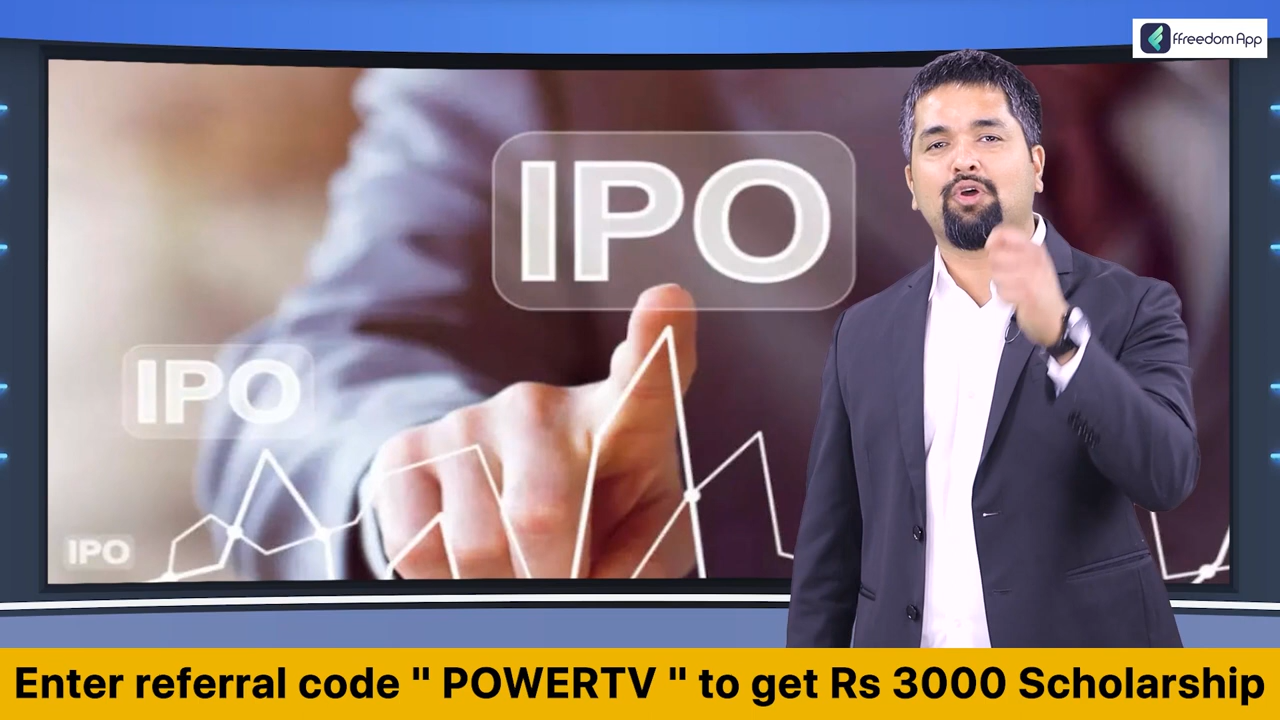 ffreedom App
IPO
IPO
IPO
Enter referral code " POWERTV " to get Rs 3000 Scholarship